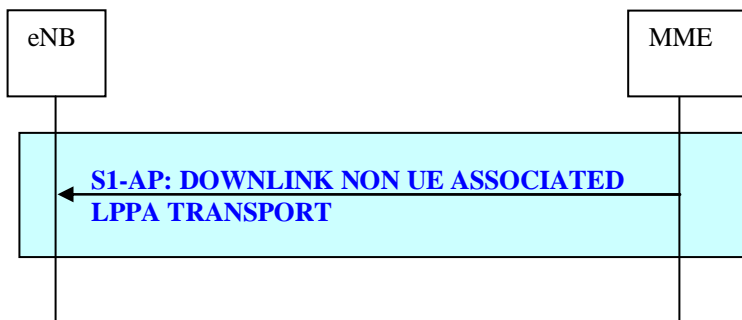 eNB
MME
S1-AP: DOWNLINK NON UE ASSOCIATED
LPPA TRANSPORT